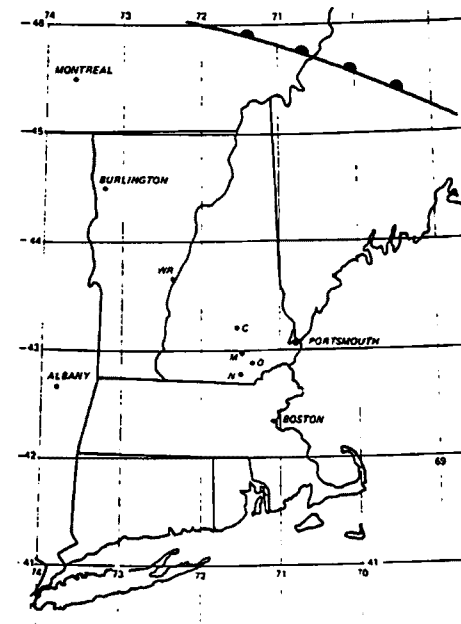 74 73 72 71 70
46
MONTREAL
45
BURLINGTON
44
WR
C
PORTSMOUTH
43
M
D
N
ALBANY
BOSTON
42
69
41
41
74 73 72 71 70